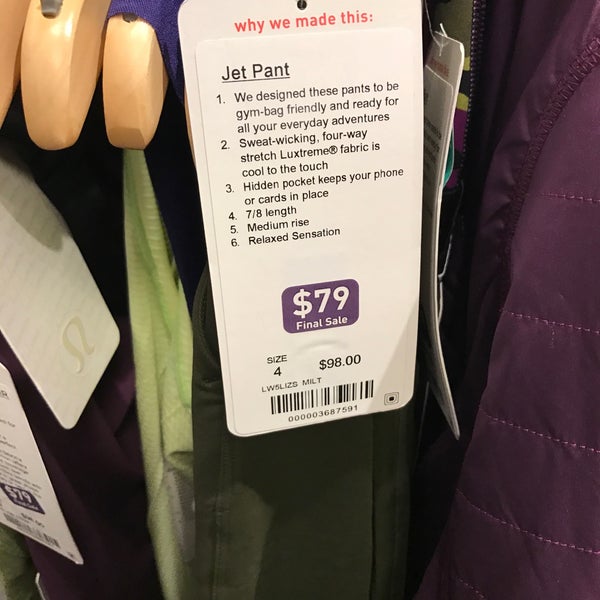 why we made this:
Jet Pant
1. We designed these pants to be
gym-bag friendly and ready for
all your everyday adventures
2. Sweat-wicking, four-way
stretch Luxtreme® fabric is
cool to the touch
3. Hidden pocket keeps your phone
or cards in place
4. 7/8 length
5. Medium rise
6. Relaxed Sensation
$79
Final Sale
SIZE
4
$98.00
LW5LIZS MILT
000003687591
$79